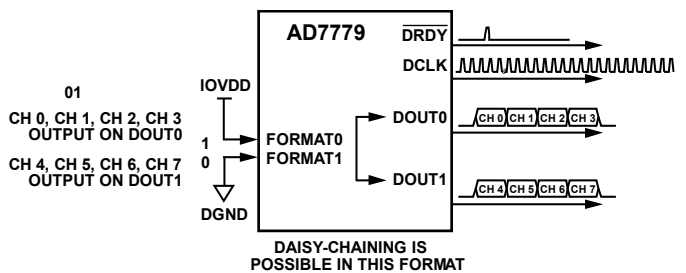 AD7779
DRDY
DCLK
01
IOVDD
CH 0, CH 1, CH 2, CH 3
OUTPUT ON DOUT0
1
FORMAT0
DOUT0
CH 0 CH 1 CH 2 CH 3
0
FORMAT1
CH 4, CH 5, CH 6, CH 7
OUTPUT ON DOUT1
DOUT1
CH 4 CH 5 CH 6 CH 7
DGND
DAISY-CHAINING IS
POSSIBLE IN THIS FORMAT